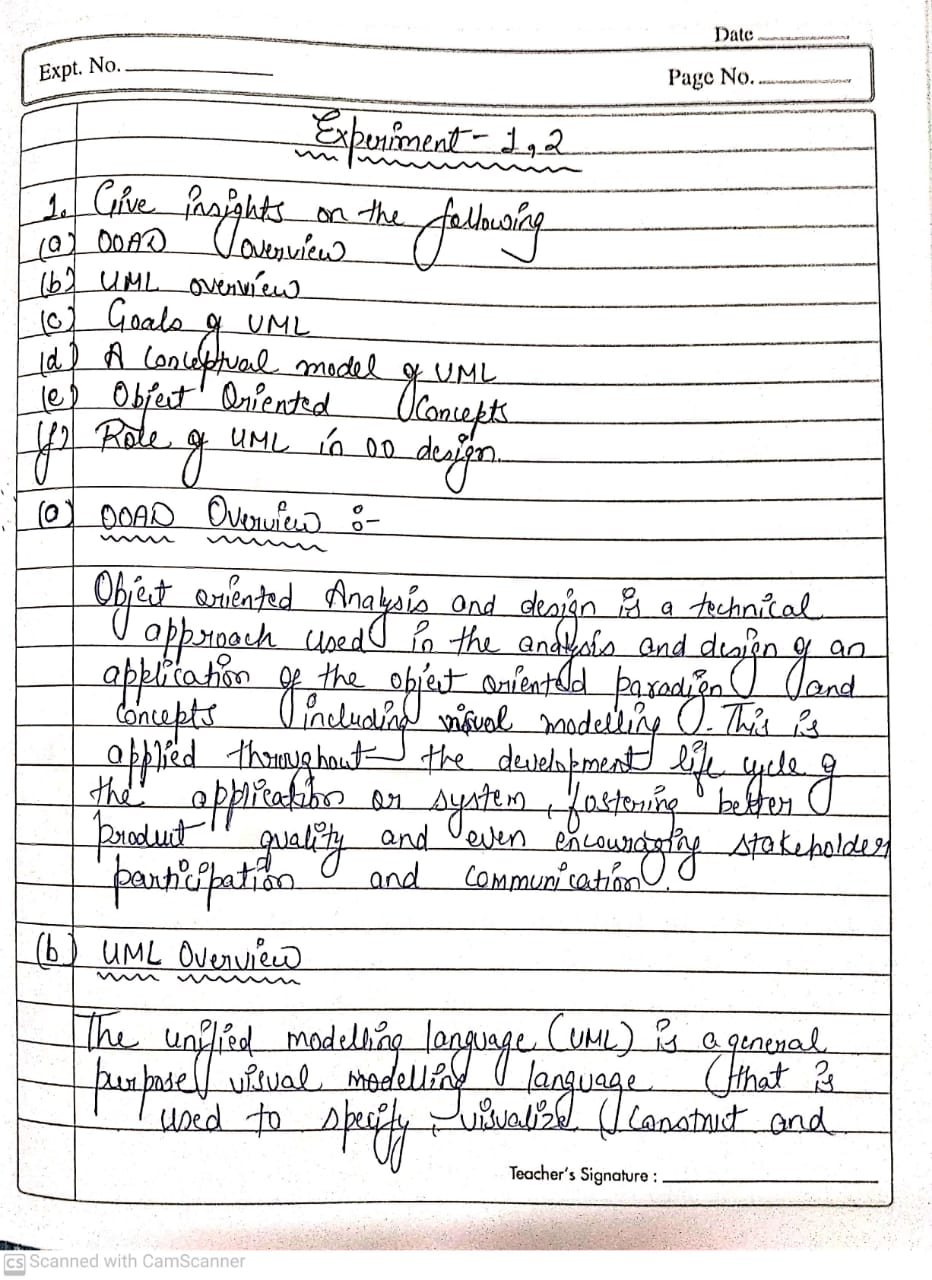 Date
Expt. No.
Page No.
Experiment - 1, 2
1. Give insights on the following
(a) OOAD overview
(b) UML overview
(c) Goals of UML
(d) A conceptual model of UML
(e) Object Oriented Concepts
(f) Role of UML in OO design.
(a) OOAD Overview :-
Object oriented Analysis and design is a technical
approach used in the analysis and design of an
application of the object oriented paradign and
concepts including visual modelling. This is
applied throughout the development life cycle of
the application or system, fostering better
product quality and even encouraging stakeholder
participation and communication.
(b) UML Overview
The unified modelling language (UML) is a general
purpose visual modelling language that is
used to specify, visualize construct and
Teacher's Signature :
CS Scanned with CamScanner